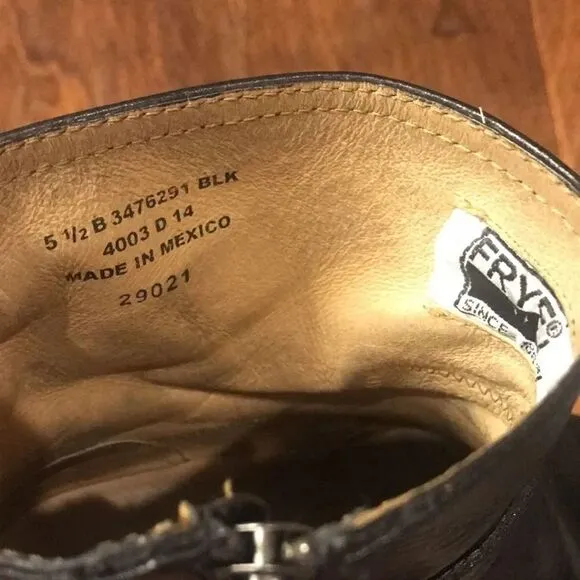 5 1/2 B 3476291 BLK
4003 D 14
MADE IN MEXICO
29021
FRYE®
SINCE